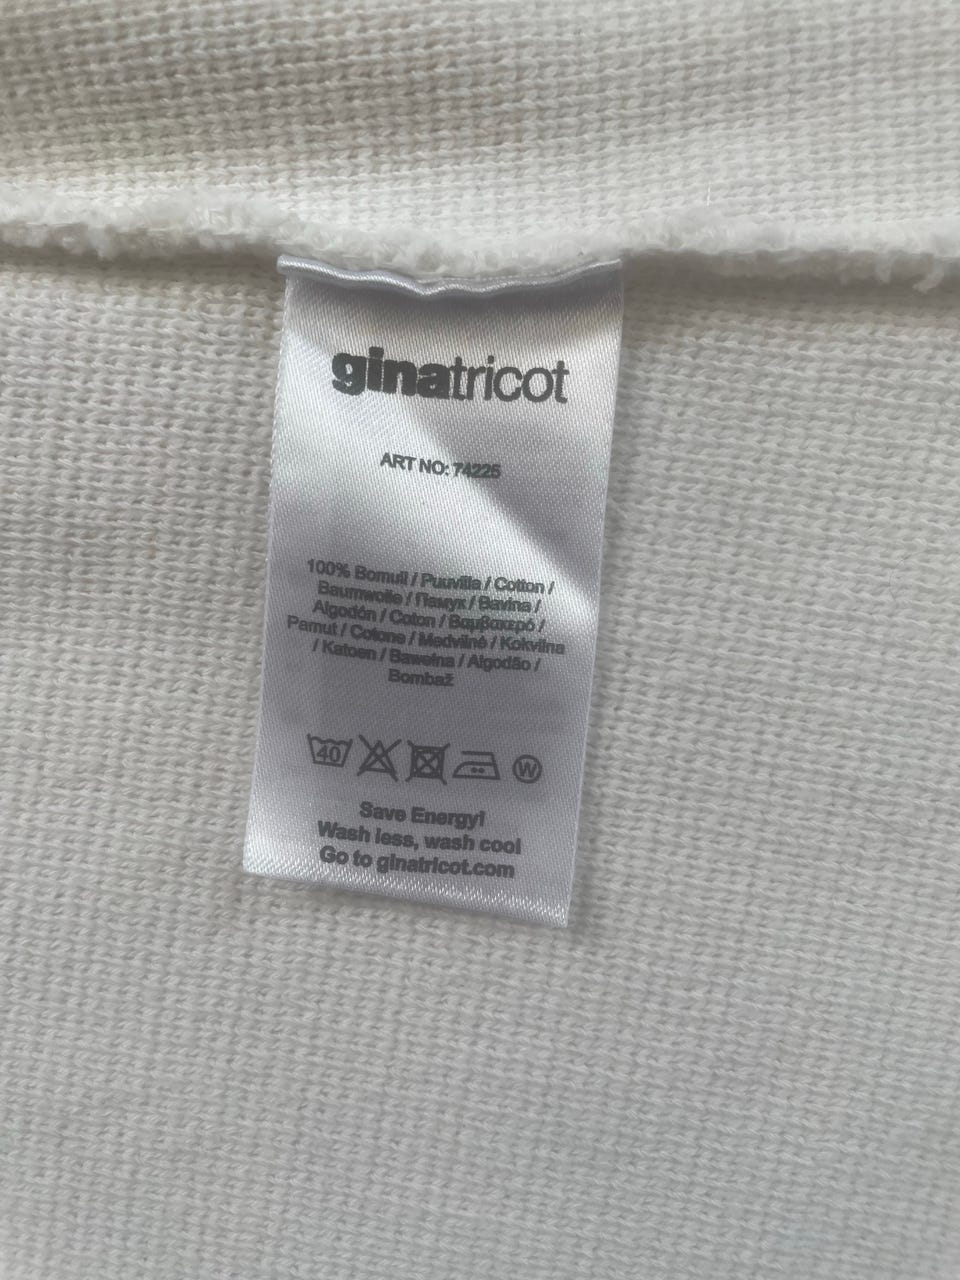 ginatricot
ART NO: 74225
100% Bomull / Puuvilla / Cotton /
Baumwolle / Памук / Bavlna /
Algodón / Coton / Βαμβακερό /
Pamut / Cotone / Medvilnė / Kokvilna
/ Katoen / Bawełna / Algodão /
Bombaž
40 W
Save Energy!
Wash less, wash cool
Go to ginatricot.com